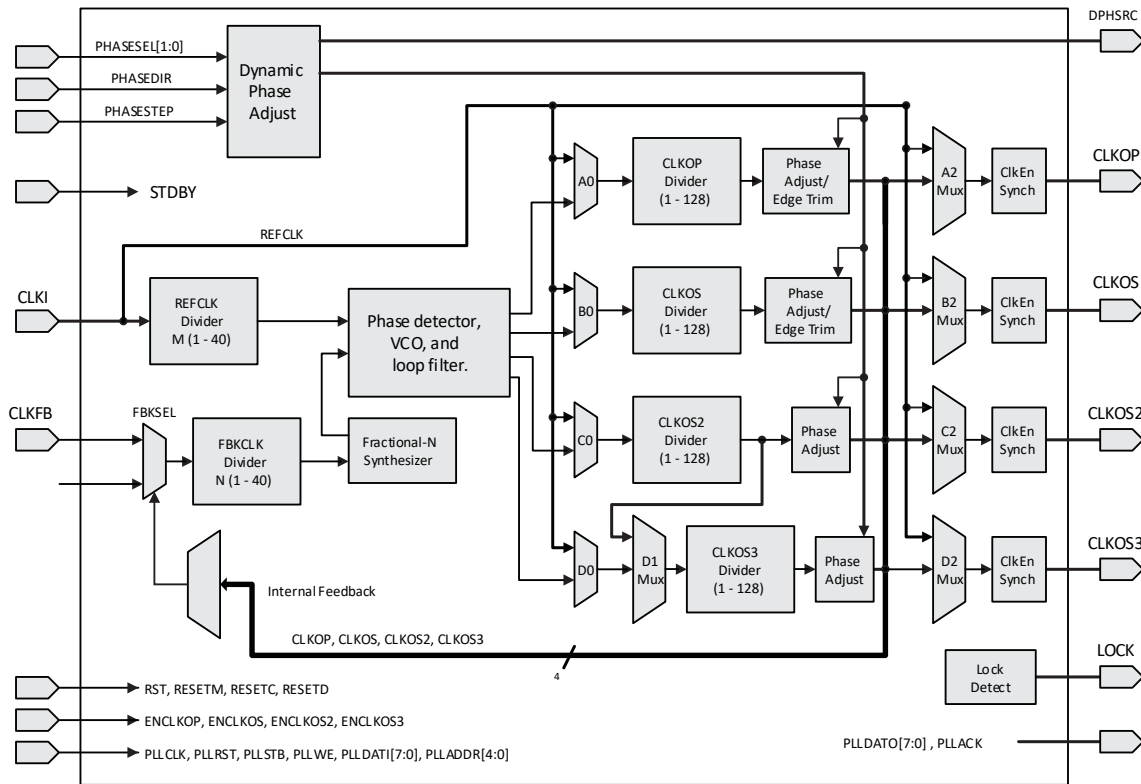 DPHSRC
PHASESEL[1:0]
PHASEDIR
PHASESTEP
Dynamic
Phase
Adjust
STDBY
REFCLK
CLKI
REFCLK
Divider
M (1 - 40)
Phase detector,
VCO, and
loop filter.
CLKFB
FBKSEL
FBKCLK
Divider
N (1 - 40)
Fractional-N
Synthesizer
Internal Feedback
CLKOP, CLKOS, CLKOS2, CLKOS3
4
A0
CLKOP
Divider
(1 - 128)
Phase
Adjust/
Edge Trim
A2
Mux
ClkEn
Synch
CLKOP
B0
CLKOS
Divider
(1 - 128)
Phase
Adjust/
Edge Trim
B2
Mux
ClkEn
Synch
CLKOS
C0
CLKOS2
Divider
(1 - 128)
Phase
Adjust
C2
Mux
ClkEn
Synch
CLKOS2
D0
D1
Mux
CLKOS3
Divider
(1 - 128)
Phase
Adjust
D2
Mux
ClkEn
Synch
CLKOS3
Lock
Detect
LOCK
RST, RESETM, RESETC, RESETD
ENCLKOP, ENCLKOS, ENCLKOS2, ENCLKOS3
PLLCLK, PLLRST, PLLSTB, PLLWE, PLLDATI[7:0], PLLADDR[4:0]
PLLDATO[7:0] , PLLACK